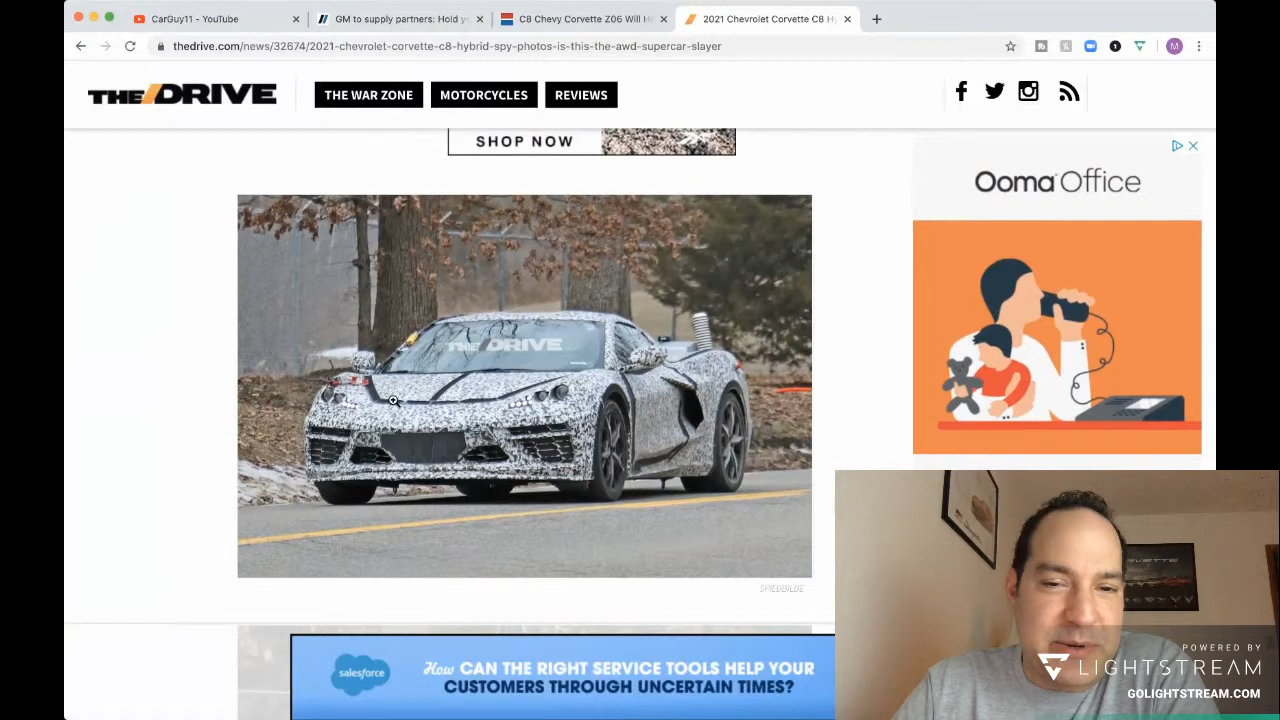 CarGuy11 - YouTube
GM to supply partners: Hold yo
C8 Chevy Corvette Z06 Will H
2021 Chevrolet Corvette C8 Hy
thedrive.com/news/32674/2021-chevrolet-corvette-c8-hybrid-spy-photos-is-this-the-awd-supercar-slayer
M
THE DRIVE
THE WAR ZONE
MOTORCYCLES
REVIEWS
SHOP NOW
Ooma Office
THE DRIVE
SPIEDBILDE
salesforce
How CAN THE RIGHT SERVICE TOOLS HELP YOUR
CUSTOMERS THROUGH UNCERTAIN TIMES?
POWERED BY
LIGHTSTREAM
GOLIGHTSTREAM.COM